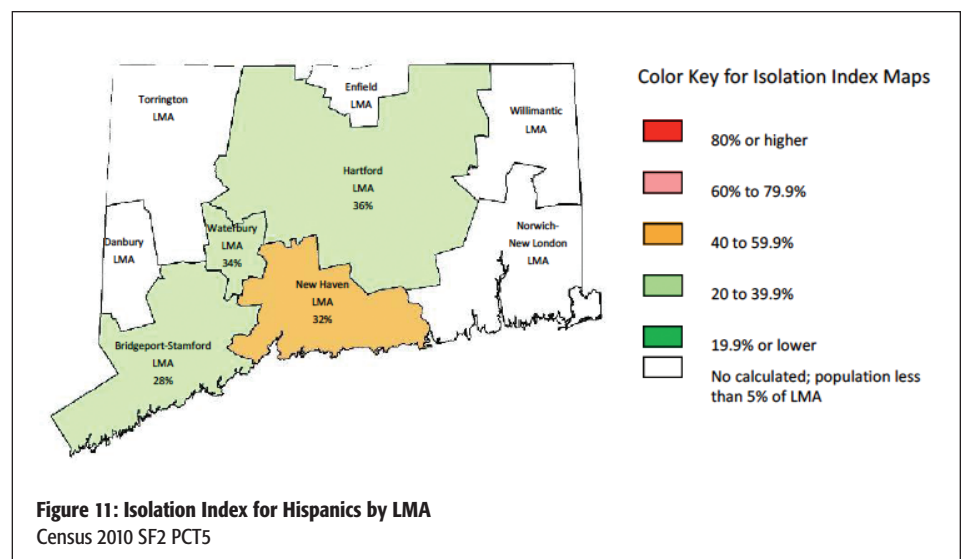 Color Key for Isolation Index Maps
80% or higher
60% to 79.9%
40 to 59.9%
20 to 39.9%
19.9% or lower
No calculated; population less
than 5% of LMA
Torrington
LMA
Enfield
LMA
Willimantic
LMA
Hartford
LMA
36%
Waterbury
LMA
34%
Danbury
LMA
Norwich-
New London
LMA
New Haven
LMA
32%
Bridgeport-Stamford
LMA
28%
Figure 11: Isolation Index for Hispanics by LMA
Census 2010 SF2 PCT5